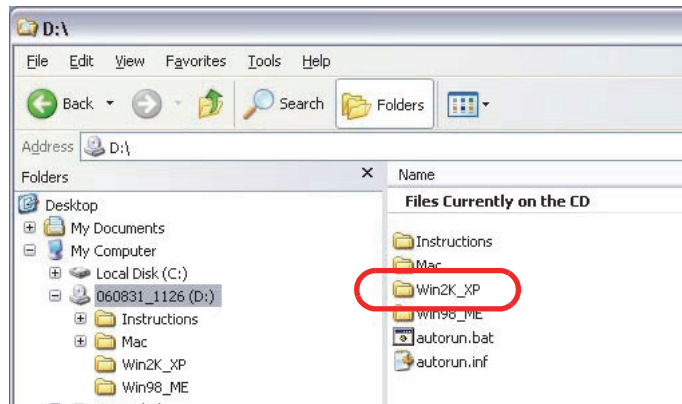 D:\
File Edit View Favorites Tools Help
Back Search Folders
Address D:\
Folders
Desktop
My Documents
My Computer
Local Disk (C:)
060831_1126 (D:)
Instructions
Mac
Win2K_XP
Win98_ME
Name
Files Currently on the CD
Instructions
Mac
Win2K_XP
Win98_ME
autorun.bat
autorun.inf